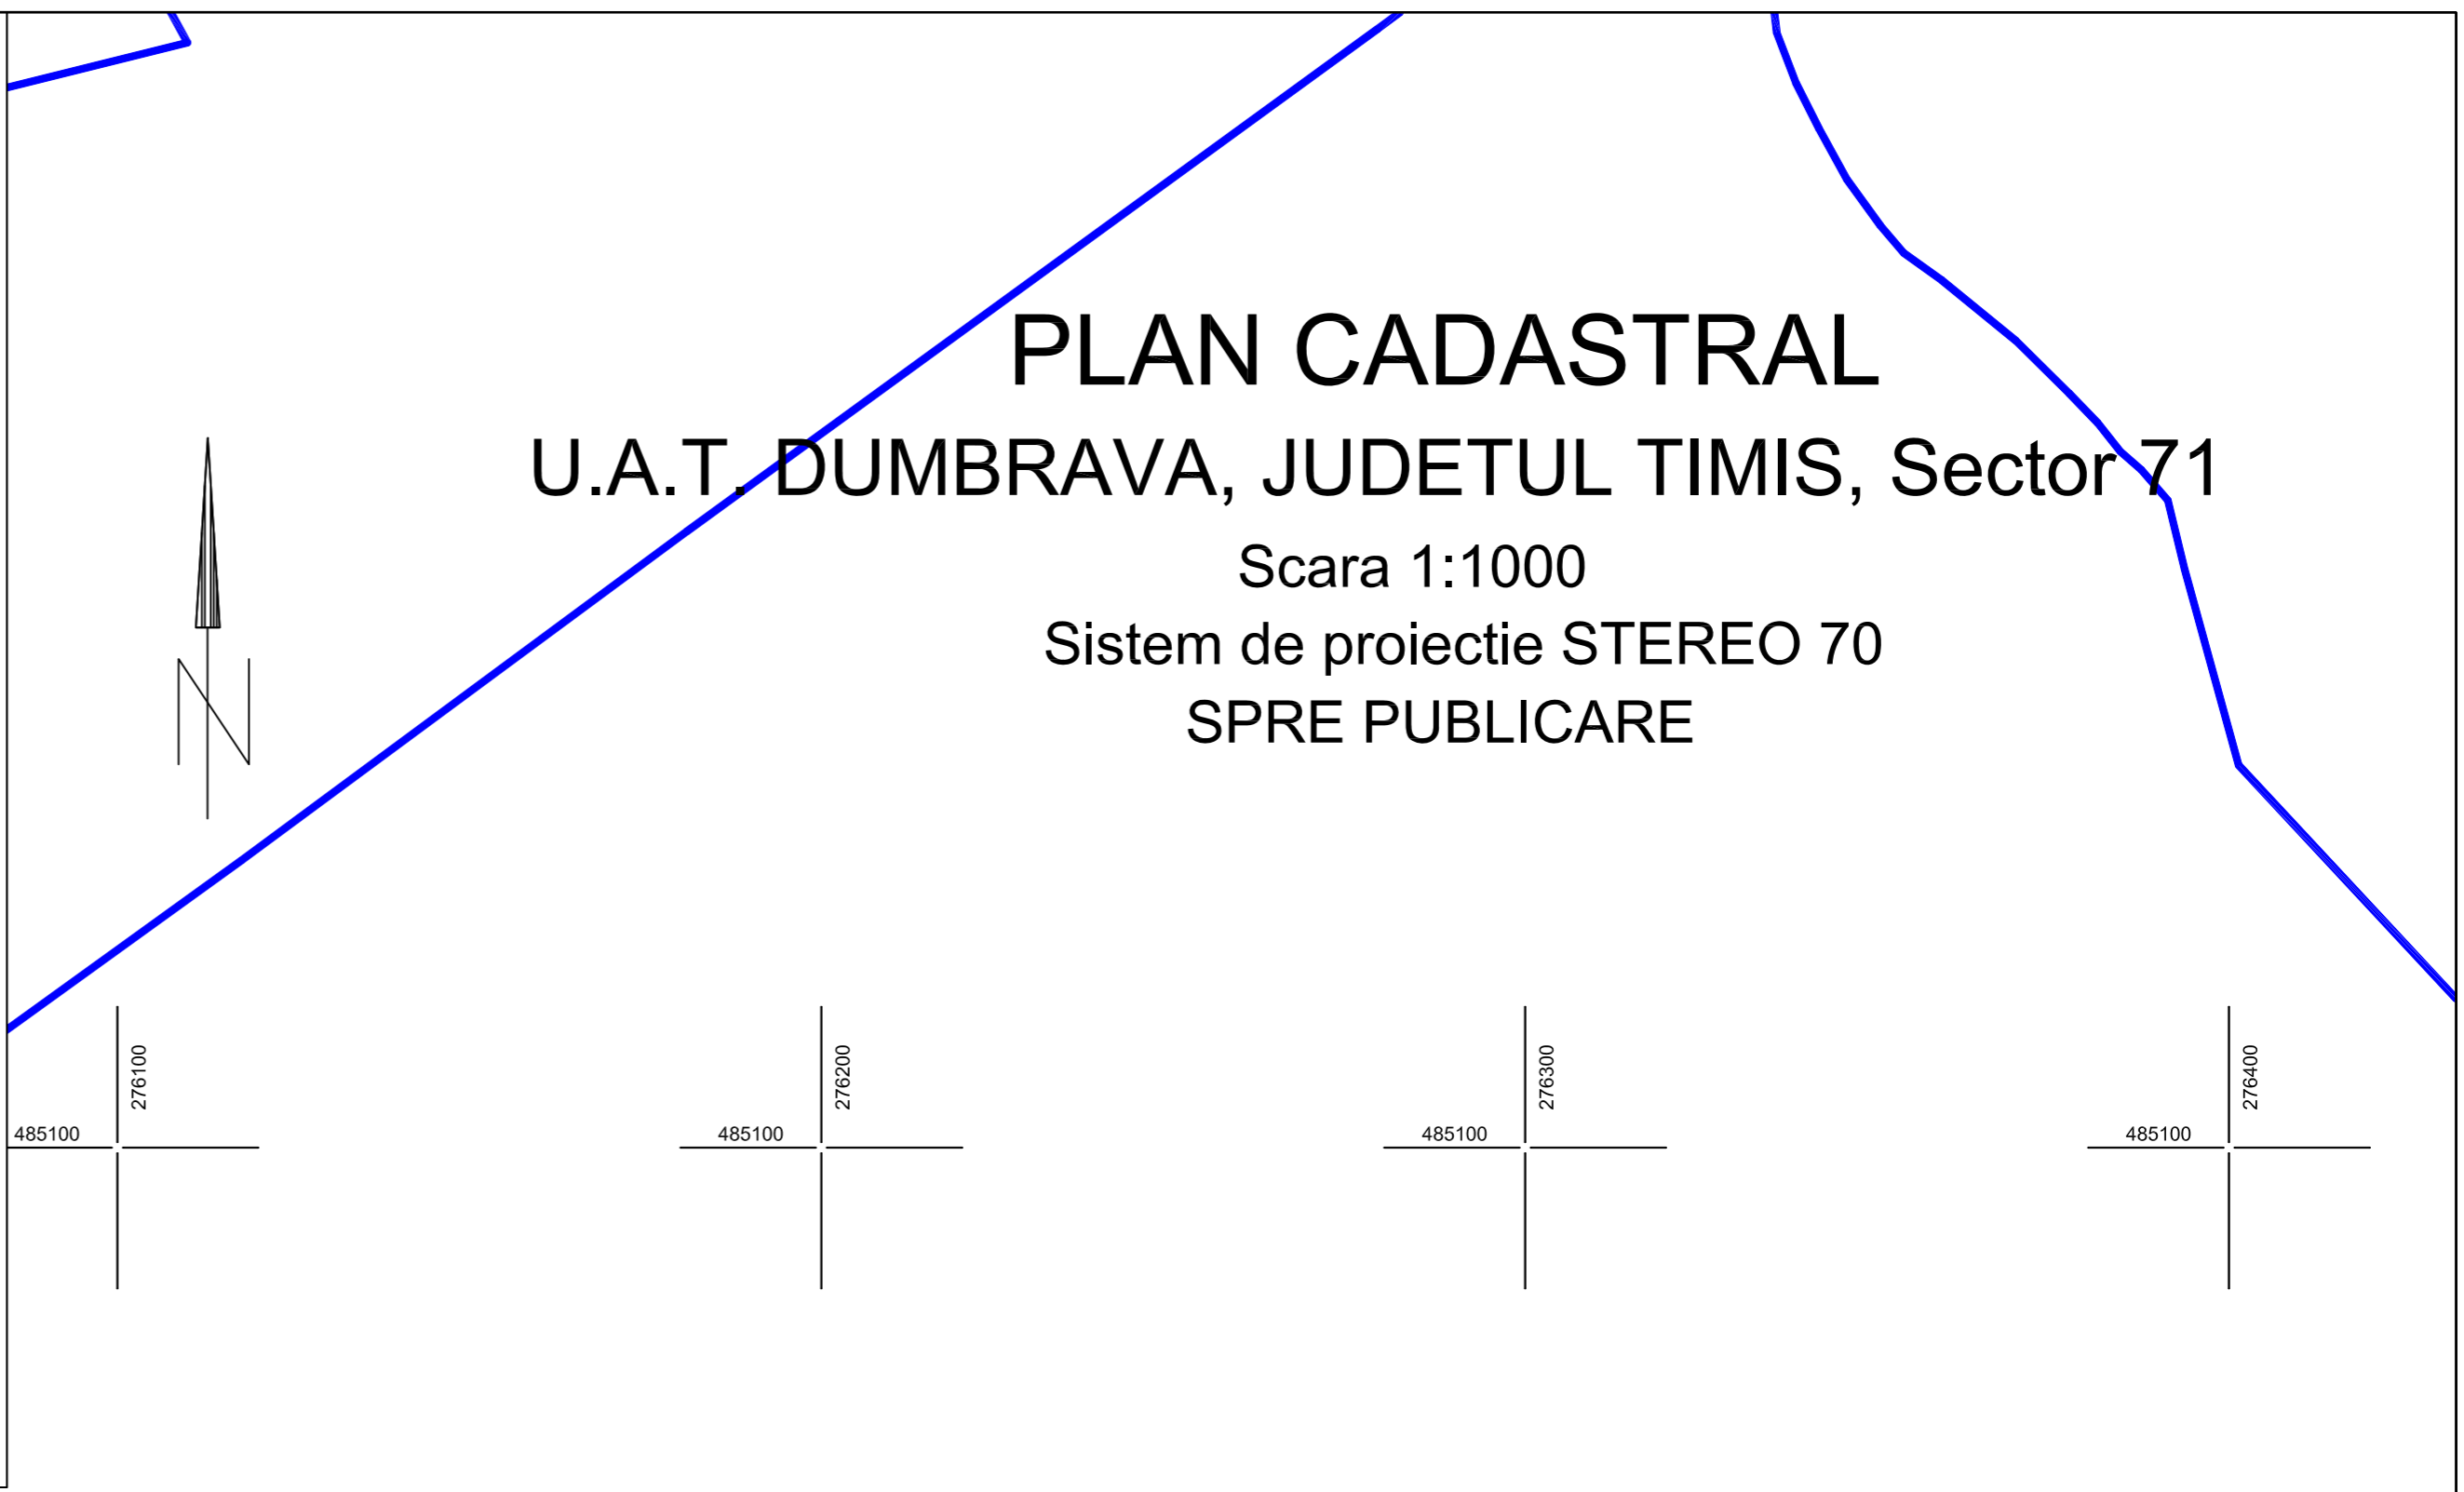 PLAN CADASTRAL
U.A.T. DUMBRAVA, JUDETUL TIMIS, Sector 71
Scara 1:1000
Sistem de proiectie STEREO 70
SPRE PUBLICARE
N
276100
276200
276300
276400
485100
485100
485100
485100